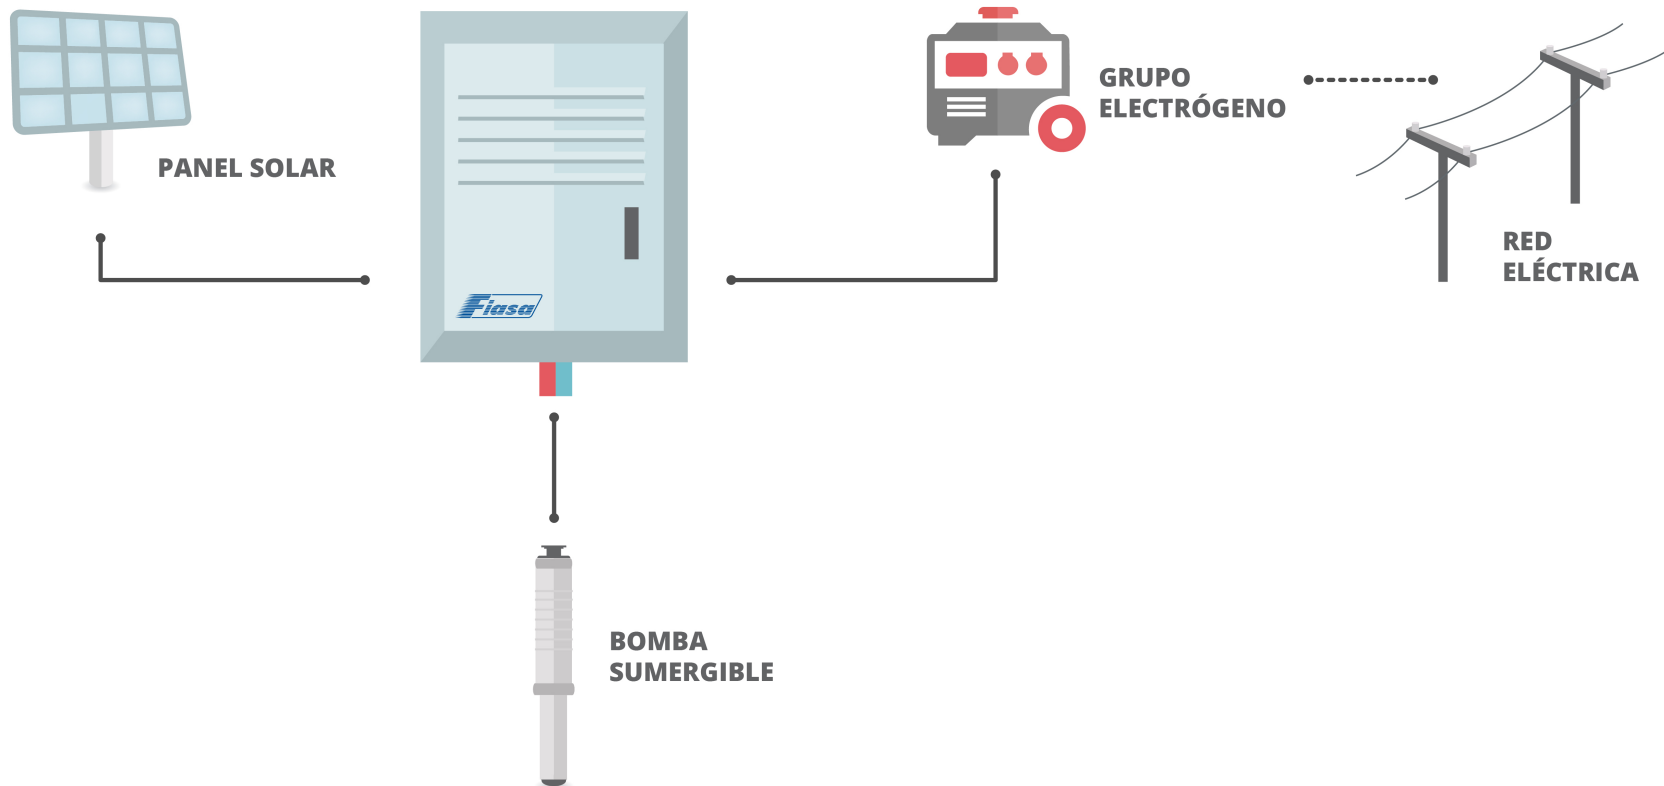 PANEL SOLAR
Fiasa
GRUPO
ELECTRÓGENO
RED
ELÉCTRICA
BOMBA
SUMERGIBLE